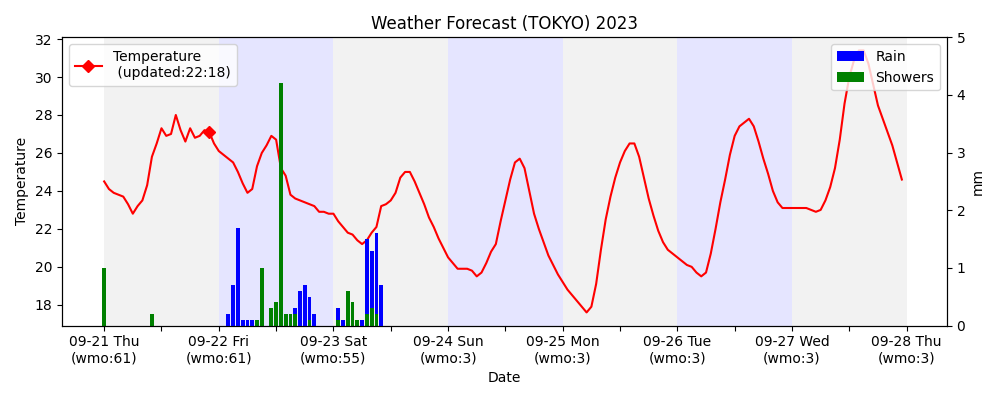 Weather Forecast (TOKYO) 2023
Temperature
(updated:22:18)
Rain
Showers
32
30
28
26
24
22
20
18
Temperature
5
4
3
2
1
0
mm
09-21 Thu
(wmo:61)
09-22 Fri
(wmo:61)
09-23 Sat
(wmo:55)
09-24 Sun
(wmo:3)
09-25 Mon
(wmo:3)
09-26 Tue
(wmo:3)
09-27 Wed
(wmo:3)
09-28 Thu
(wmo:3)
Date